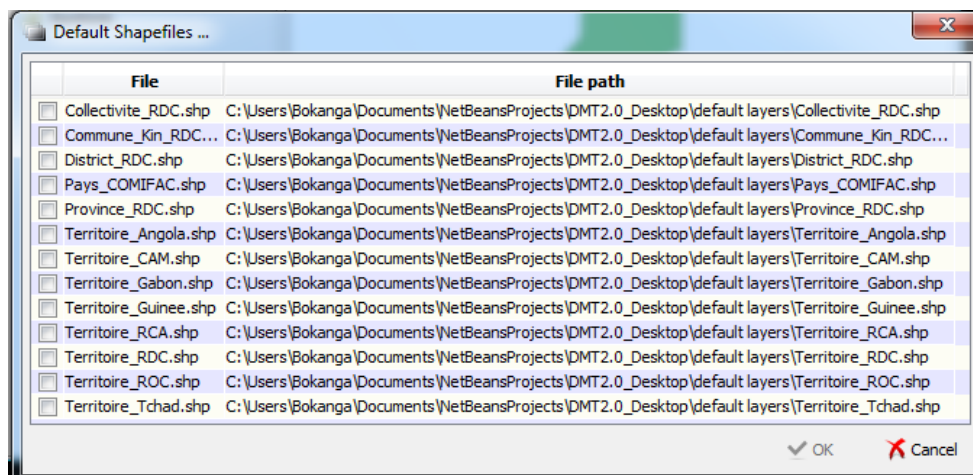 Default Shapefiles ...
File File path
Collectivite_RDC.shp C:\Users\Bokanga\Documents\NetBeansProjects\DMT2.0_Desktop\default layers\Collectivite_RDC.shp
Commune_Kin_RDC... C:\Users\Bokanga\Documents\NetBeansProjects\DMT2.0_Desktop\default layers\Commune_Kin_RDC...
District_RDC.shp C:\Users\Bokanga\Documents\NetBeansProjects\DMT2.0_Desktop\default layers\District_RDC.shp
Pays_COMIFAC.shp C:\Users\Bokanga\Documents\NetBeansProjects\DMT2.0_Desktop\default layers\Pays_COMIFAC.shp
Province_RDC.shp C:\Users\Bokanga\Documents\NetBeansProjects\DMT2.0_Desktop\default layers\Province_RDC.shp
Territoire_Angola.shp C:\Users\Bokanga\Documents\NetBeansProjects\DMT2.0_Desktop\default layers\Territoire_Angola.shp
Territoire_CAM.shp C:\Users\Bokanga\Documents\NetBeansProjects\DMT2.0_Desktop\default layers\Territoire_CAM.shp
Territoire_Gabon.shp C:\Users\Bokanga\Documents\NetBeansProjects\DMT2.0_Desktop\default layers\Territoire_Gabon.shp
Territoire_Guinee.shp C:\Users\Bokanga\Documents\NetBeansProjects\DMT2.0_Desktop\default layers\Territoire_Guinee.shp
Territoire_RCA.shp C:\Users\Bokanga\Documents\NetBeansProjects\DMT2.0_Desktop\default layers\Territoire_RCA.shp
Territoire_RDC.shp C:\Users\Bokanga\Documents\NetBeansProjects\DMT2.0_Desktop\default layers\Territoire_RDC.shp
Territoire_ROC.shp C:\Users\Bokanga\Documents\NetBeansProjects\DMT2.0_Desktop\default layers\Territoire_ROC.shp
Territoire_Tchad.shp C:\Users\Bokanga\Documents\NetBeansProjects\DMT2.0_Desktop\default layers\Territoire_Tchad.shp
OK Cancel